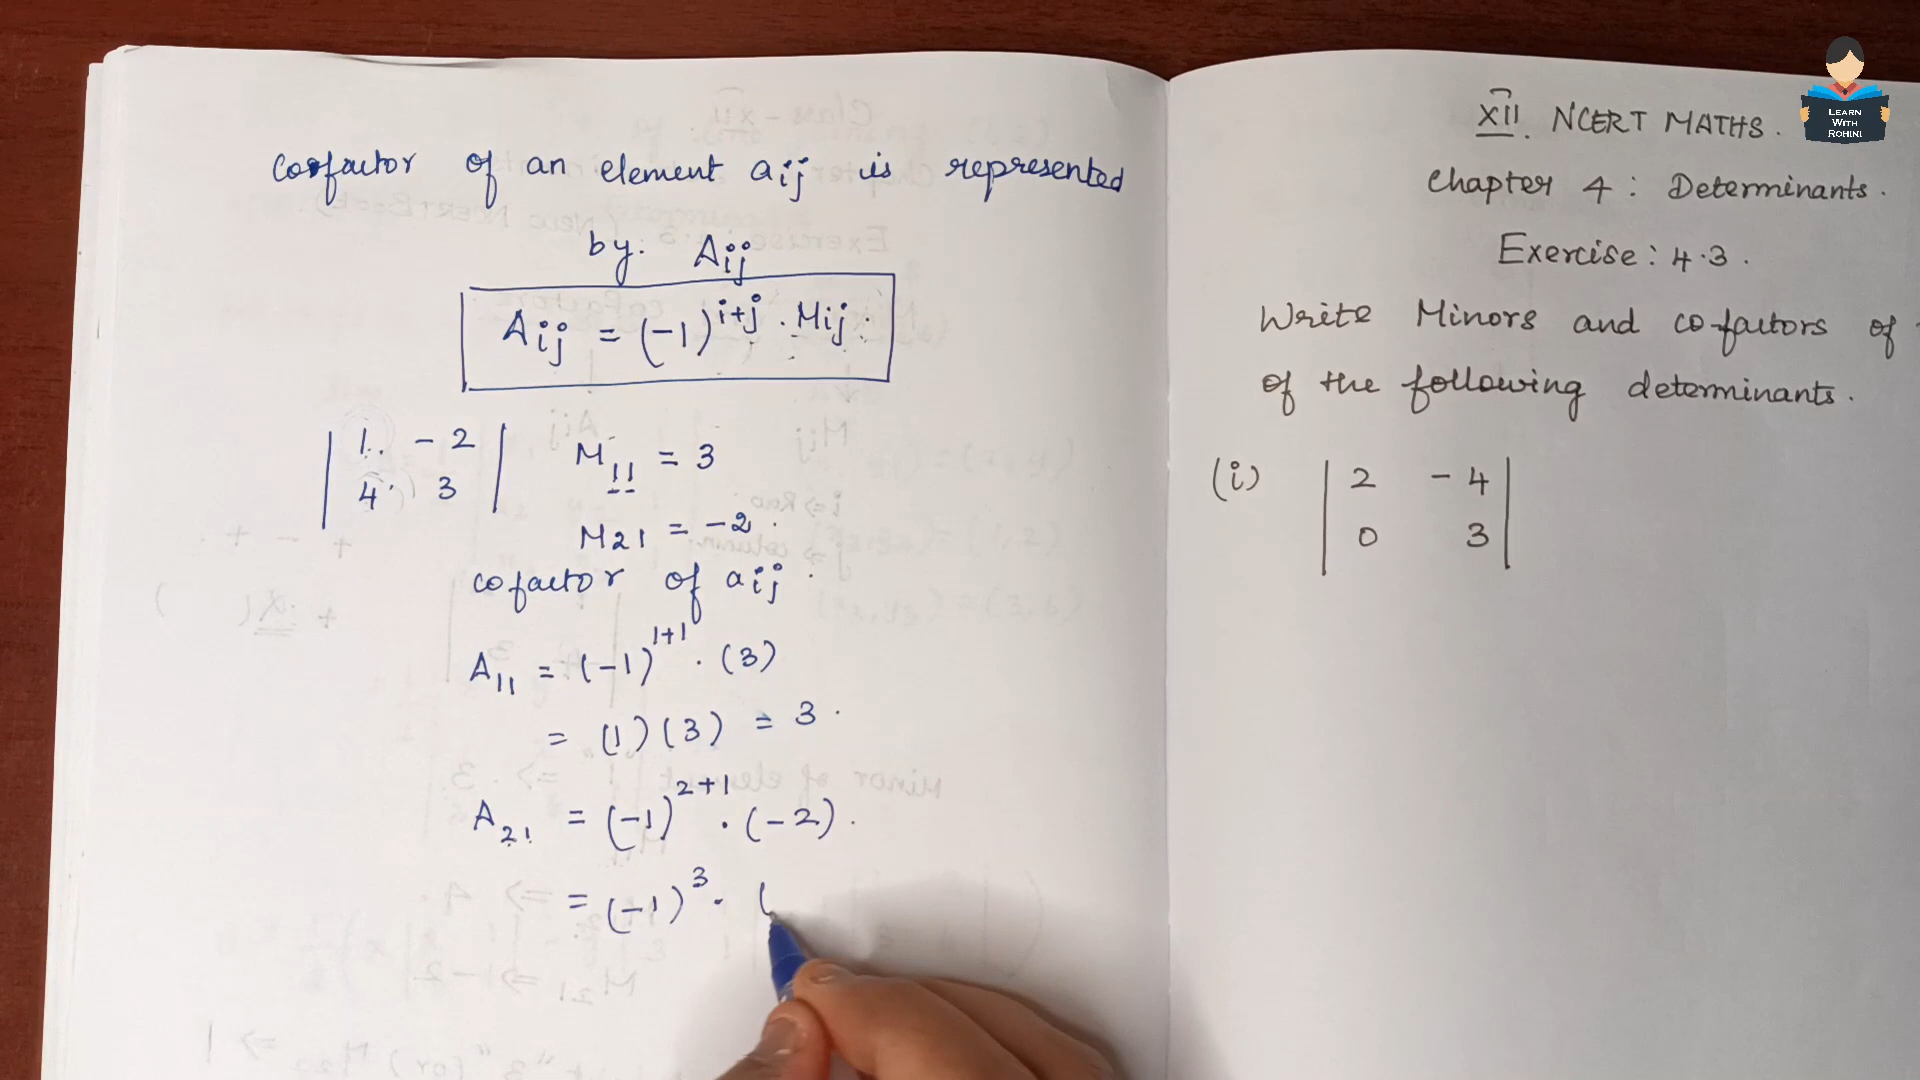 cofactor of an element aij is represented
by. Aij
Aij = (-1)^i+j . Mij.
| 1. -2 | M11 = 3
| 4. 3 |
M21 = -2.
cofactor of aij.
A11 = (-1)^1+1 . (3)
= (1) (3) = 3.
A21 = (-1)^2+1 . (-2).
= (-1)^3 . (
XII. NCERT MATHS.
Chapter 4 : Determinants.
Exercise: 4.3.
Write Minors and co-factors of
of the following determinants.
(i) | 2 -4 |
| 0 3 |
LEARN
WITH
ROHINI